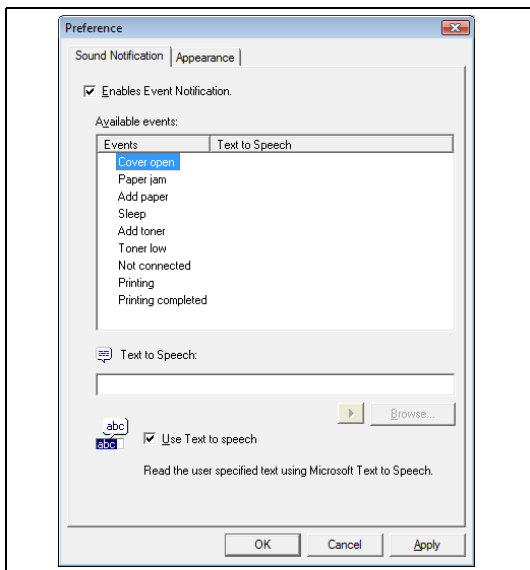 Preference
Sound Notification Appearance
Enables Event Notification.
Available events:
Events Text to Speech
Cover open
Paper jam
Add paper
Sleep
Add toner
Toner low
Not connected
Printing
Printing completed
Text to Speech:
Browse...
abc
abc
Use Text to speech
Read the user specified text using Microsoft Text to Speech.
OK Cancel Apply